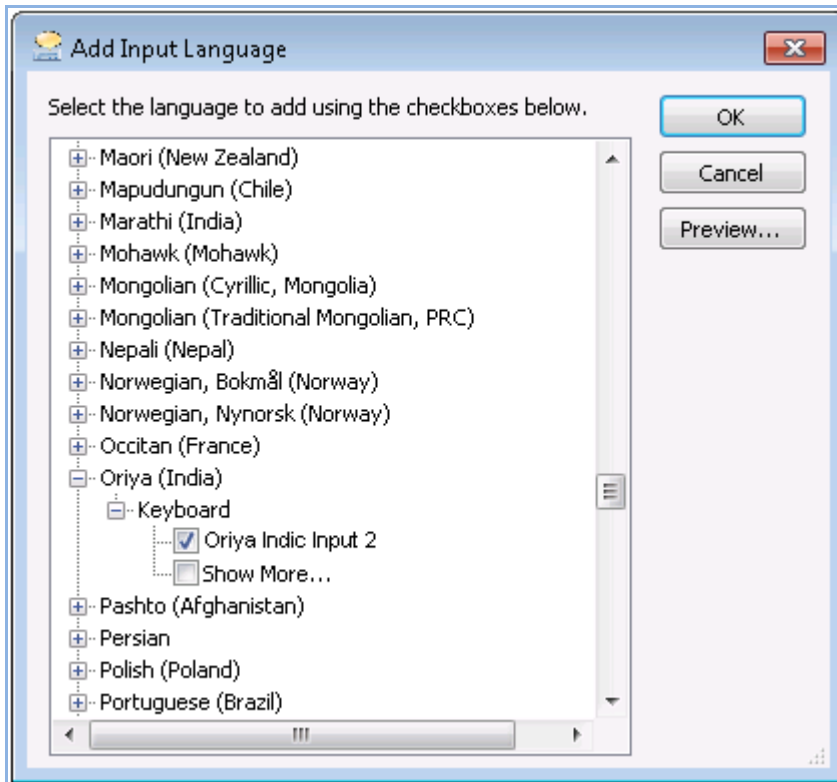 Add Input Language
Select the language to add using the checkboxes below.
OK
Cancel
Preview...
Maori (New Zealand)
Mapudungun (Chile)
Marathi (India)
Mohawk (Mohawk)
Mongolian (Cyrillic, Mongolia)
Mongolian (Traditional Mongolian, PRC)
Nepali (Nepal)
Norwegian, Bokmål (Norway)
Norwegian, Nynorsk (Norway)
Occitan (France)
Oriya (India)
Keyboard
Oriya Indic Input 2
Show More...
Pashto (Afghanistan)
Persian
Polish (Poland)
Portuguese (Brazil)